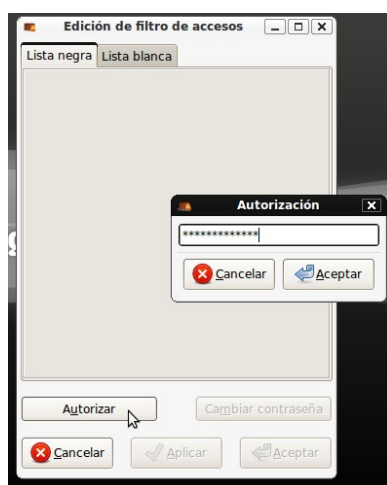 Edición de filtro de accesos
Lista negra Lista blanca
Autorización
*************
Cancelar Aceptar
Autorizar Cambiar contraseña
Cancelar Aplicar Aceptar